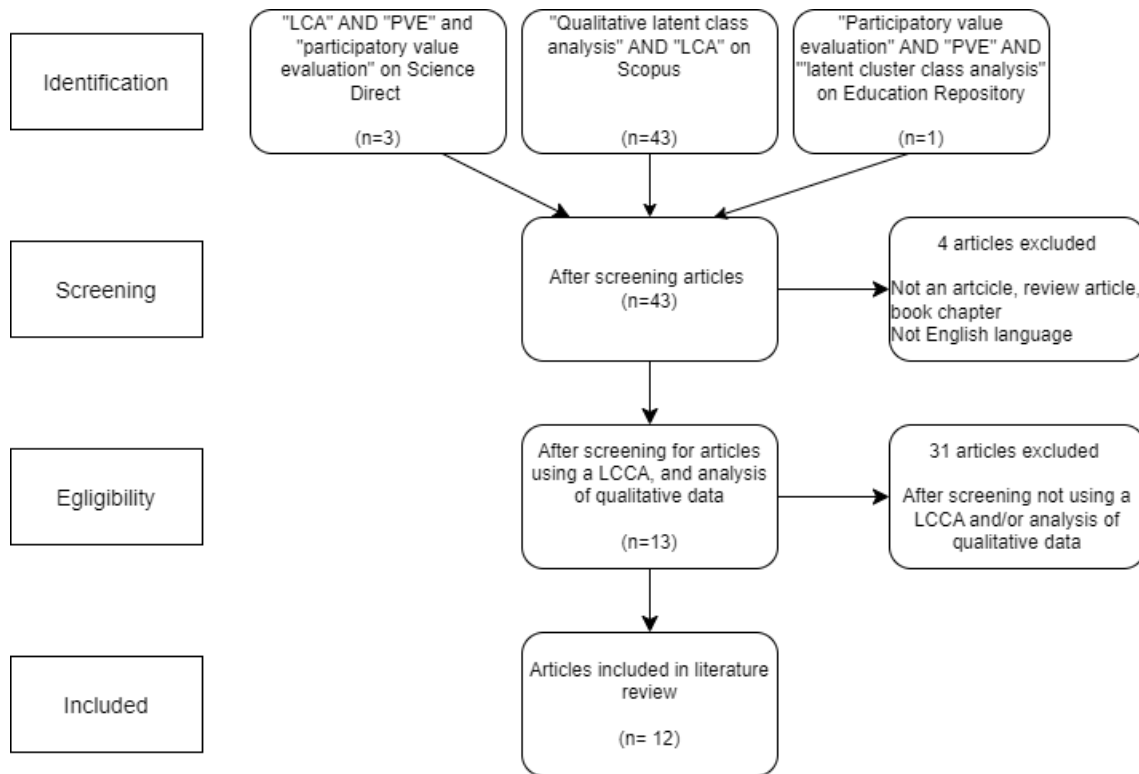 Identification
"LCA" AND "PVE" and
"participatory value
evaluation" on Science
Direct
(n=3)
"Qualitative latent class
analysis" AND "LCA" on
Scopus
(n=43)
"Participatory value
evaluation" AND "PVE" AND
'"latent cluster class analysis"
on Education Repository
(n=1)
Screening
After screening articles
(n=43)
4 articles excluded
Not an artcicle, review article,
book chapter
Not English language
Egligibility
After screening for articles
using a LCCA, and analysis
of qualitative data
(n=13)
31 articles excluded
After screening not using a
LCCA and/or analysis of
qualitative data
Included
Articles included in literature
review
(n= 12)